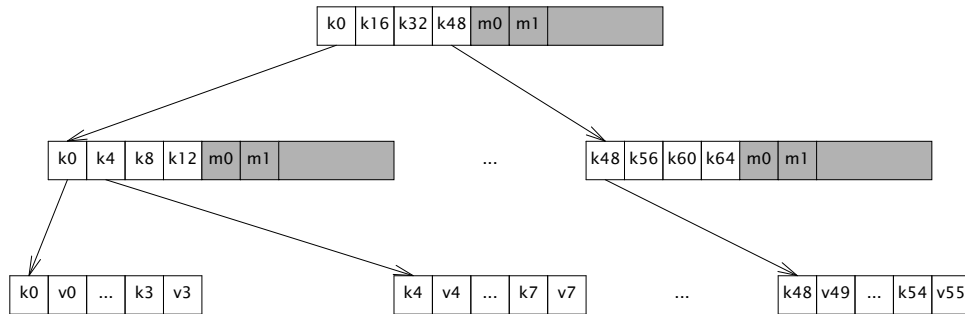 k0 k16 k32 k48 m0 m1
k0 k4 k8 k12 m0 m1 ... k48 k56 k60 k64 m0 m1
k0 v0 ... k3 v3 k4 v4 ... k7 v7 ... k48 v49 ... k54 v55